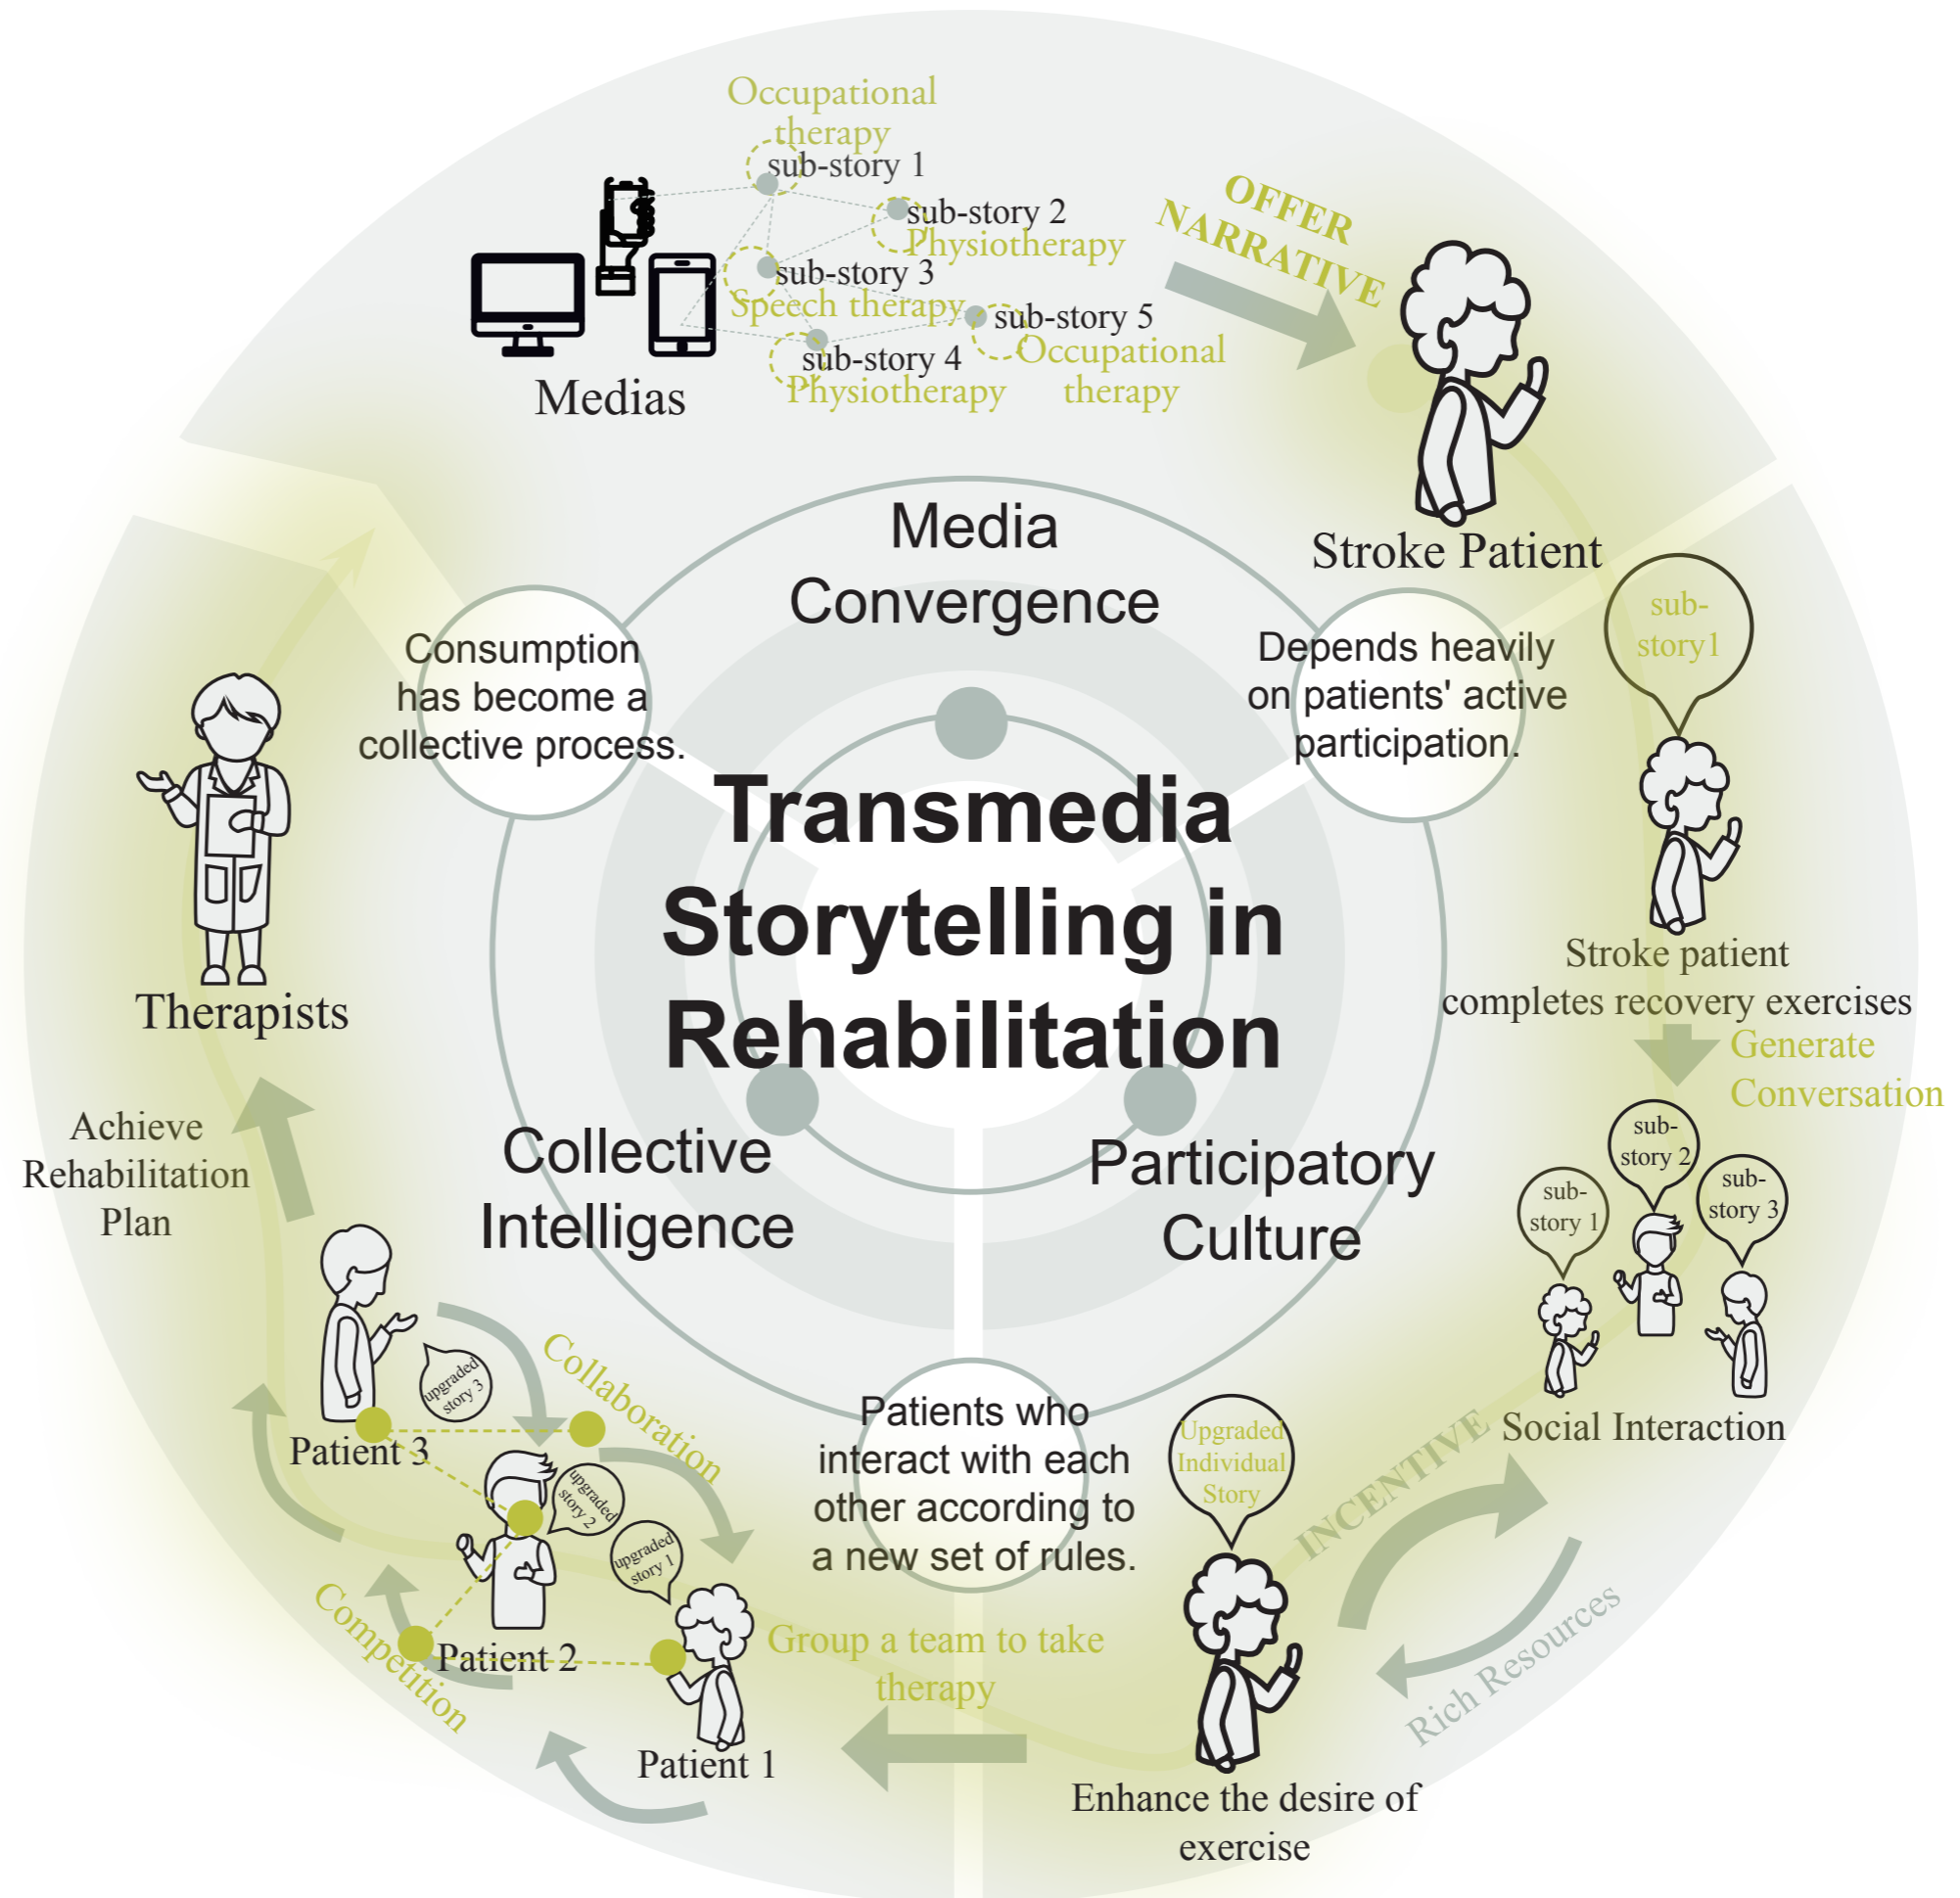 Occupational
therapy
sub-story 1
sub-story 2
Physiotherapy
sub-story 3
Speech therapy
sub-story 5
Occupational
therapy
sub-story 4
Physiotherapy
Medias
OFFER
NARRATIVE
Stroke Patient
Media
Convergence
Consumption
has become a
collective process.
Depends heavily
on patients' active
participation.
sub-
story1
Transmedia
Storytelling in
Rehabilitation
Therapists
Stroke patient
completes recovery exercises
Generate
Conversation
Achieve
Rehabilitation
Plan
Collective
Intelligence
Participatory
Culture
sub-
story 1
sub-
story 2
sub-
story 3
Social Interaction
Collaboration
upgraded
story 3
Patient 3
upgraded
story 2
upgraded
story 1
Competition
Patient 2
Patient 1
Patients who
interact with each
other according to
a new set of rules.
Upgraded
Individual
Story
INCENTIVE
Rich Resources
Group a team to take
therapy
Enhance the desire of
exercise